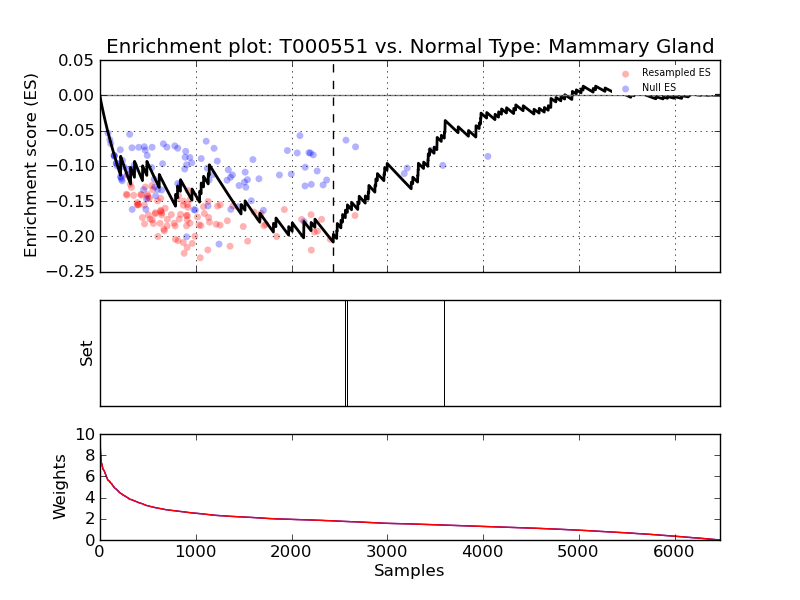 Enrichment plot: T000551 vs. Normal Type: Mammary Gland
Enrichment score (ES)
0.05
0.00
−0.05
−0.10
−0.15
−0.20
−0.25
Resampled ES
Null ES
Set
Weights
10
8
6
4
2
0
0 1000 2000 3000 4000 5000 6000
Samples